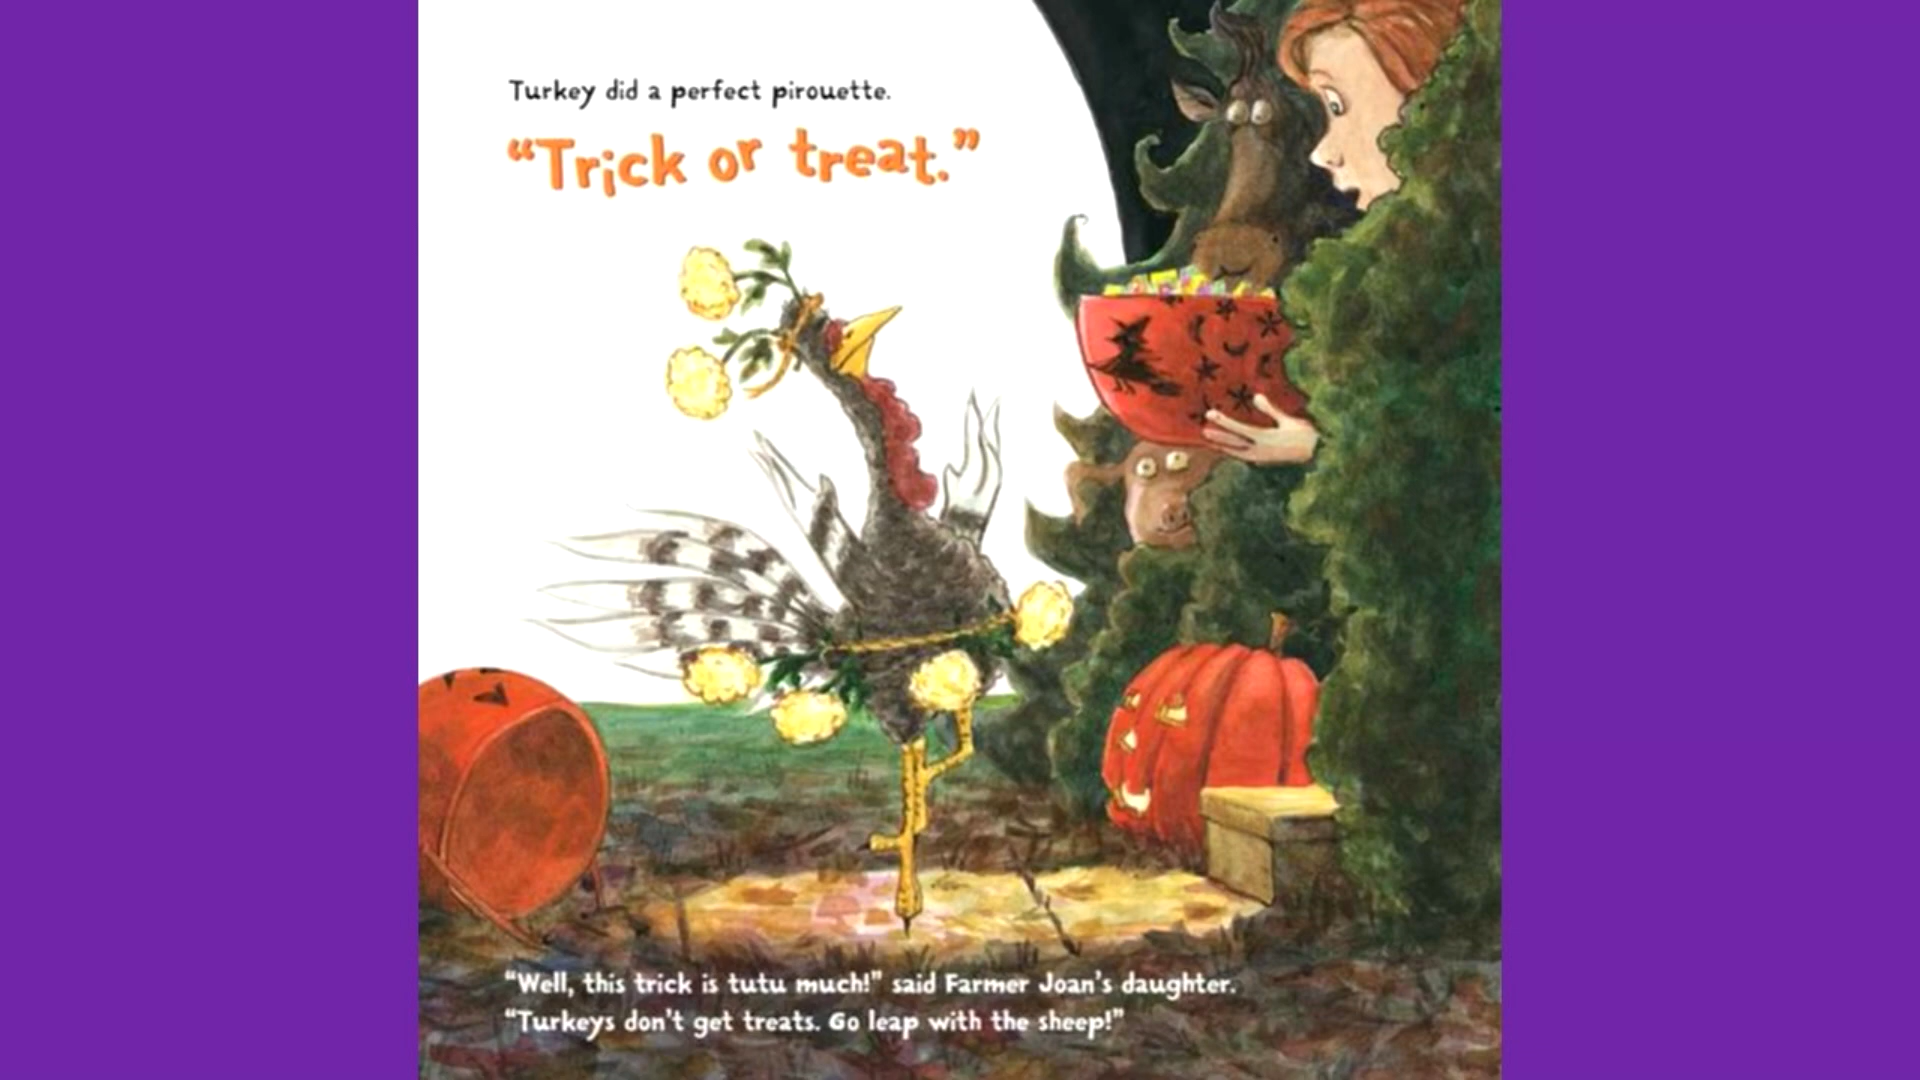 Turkey did a perfect pirouette.
“Trick or treat.”
“Well, this trick is tutu much!” said Farmer Joan’s daughter.
“Turkeys don’t get treats. Go leap with the sheep!”